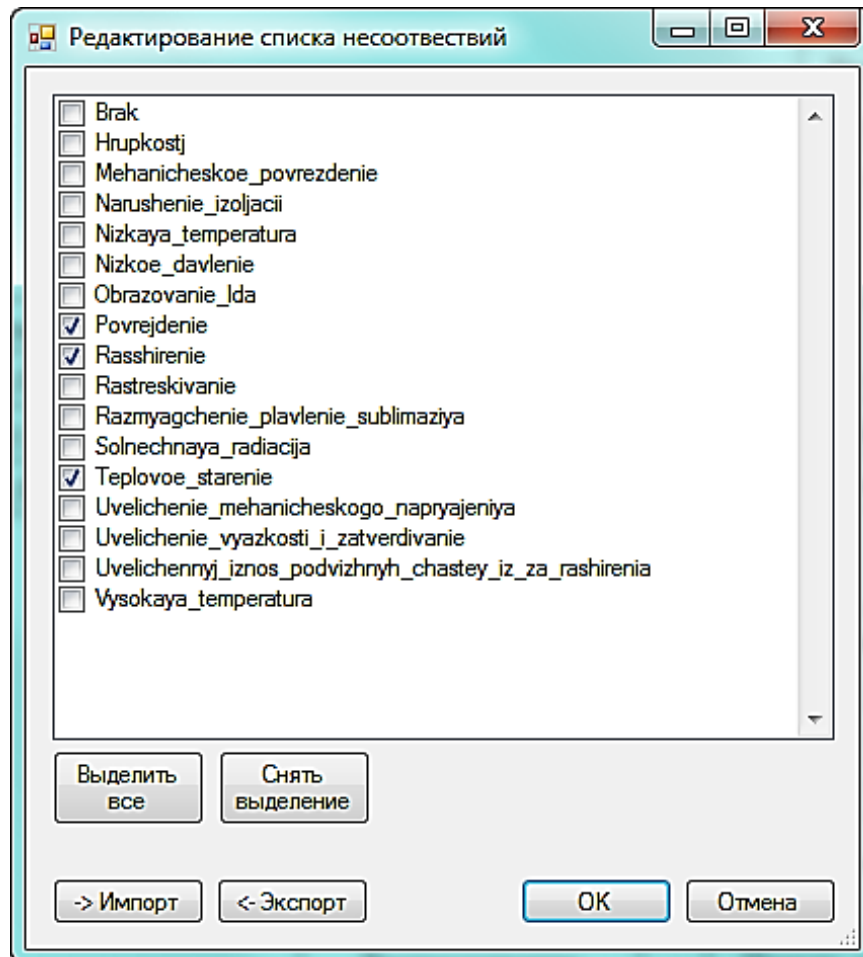 Редактирование списка несоотвествий
Brak
Hrupkostj
Mehanicheskoe_povrezdenie
Narushenie_izoljacii
Nizkaya_temperatura
Nizkoe_davlenie
Obrazovanie_lda
Povrejdenie
Rasshirenie
Rastreskivanie
Razmyagchenie_plavlenie_sublimaziya
Solnechnaya_radiacija
Teplovoe_starenie
Uvelichenie_mehanicheskogo_napryajeniya
Uvelichenie_vyazkosti_i_zatverdivanie
Uvelichennyj_iznos_podvizhnyh_chastey_iz_za_rashirenia
Vysokaya_temperatura
Выделить
все
Снять
выделение
-> Импорт
<- Экспорт
OK
Отмена